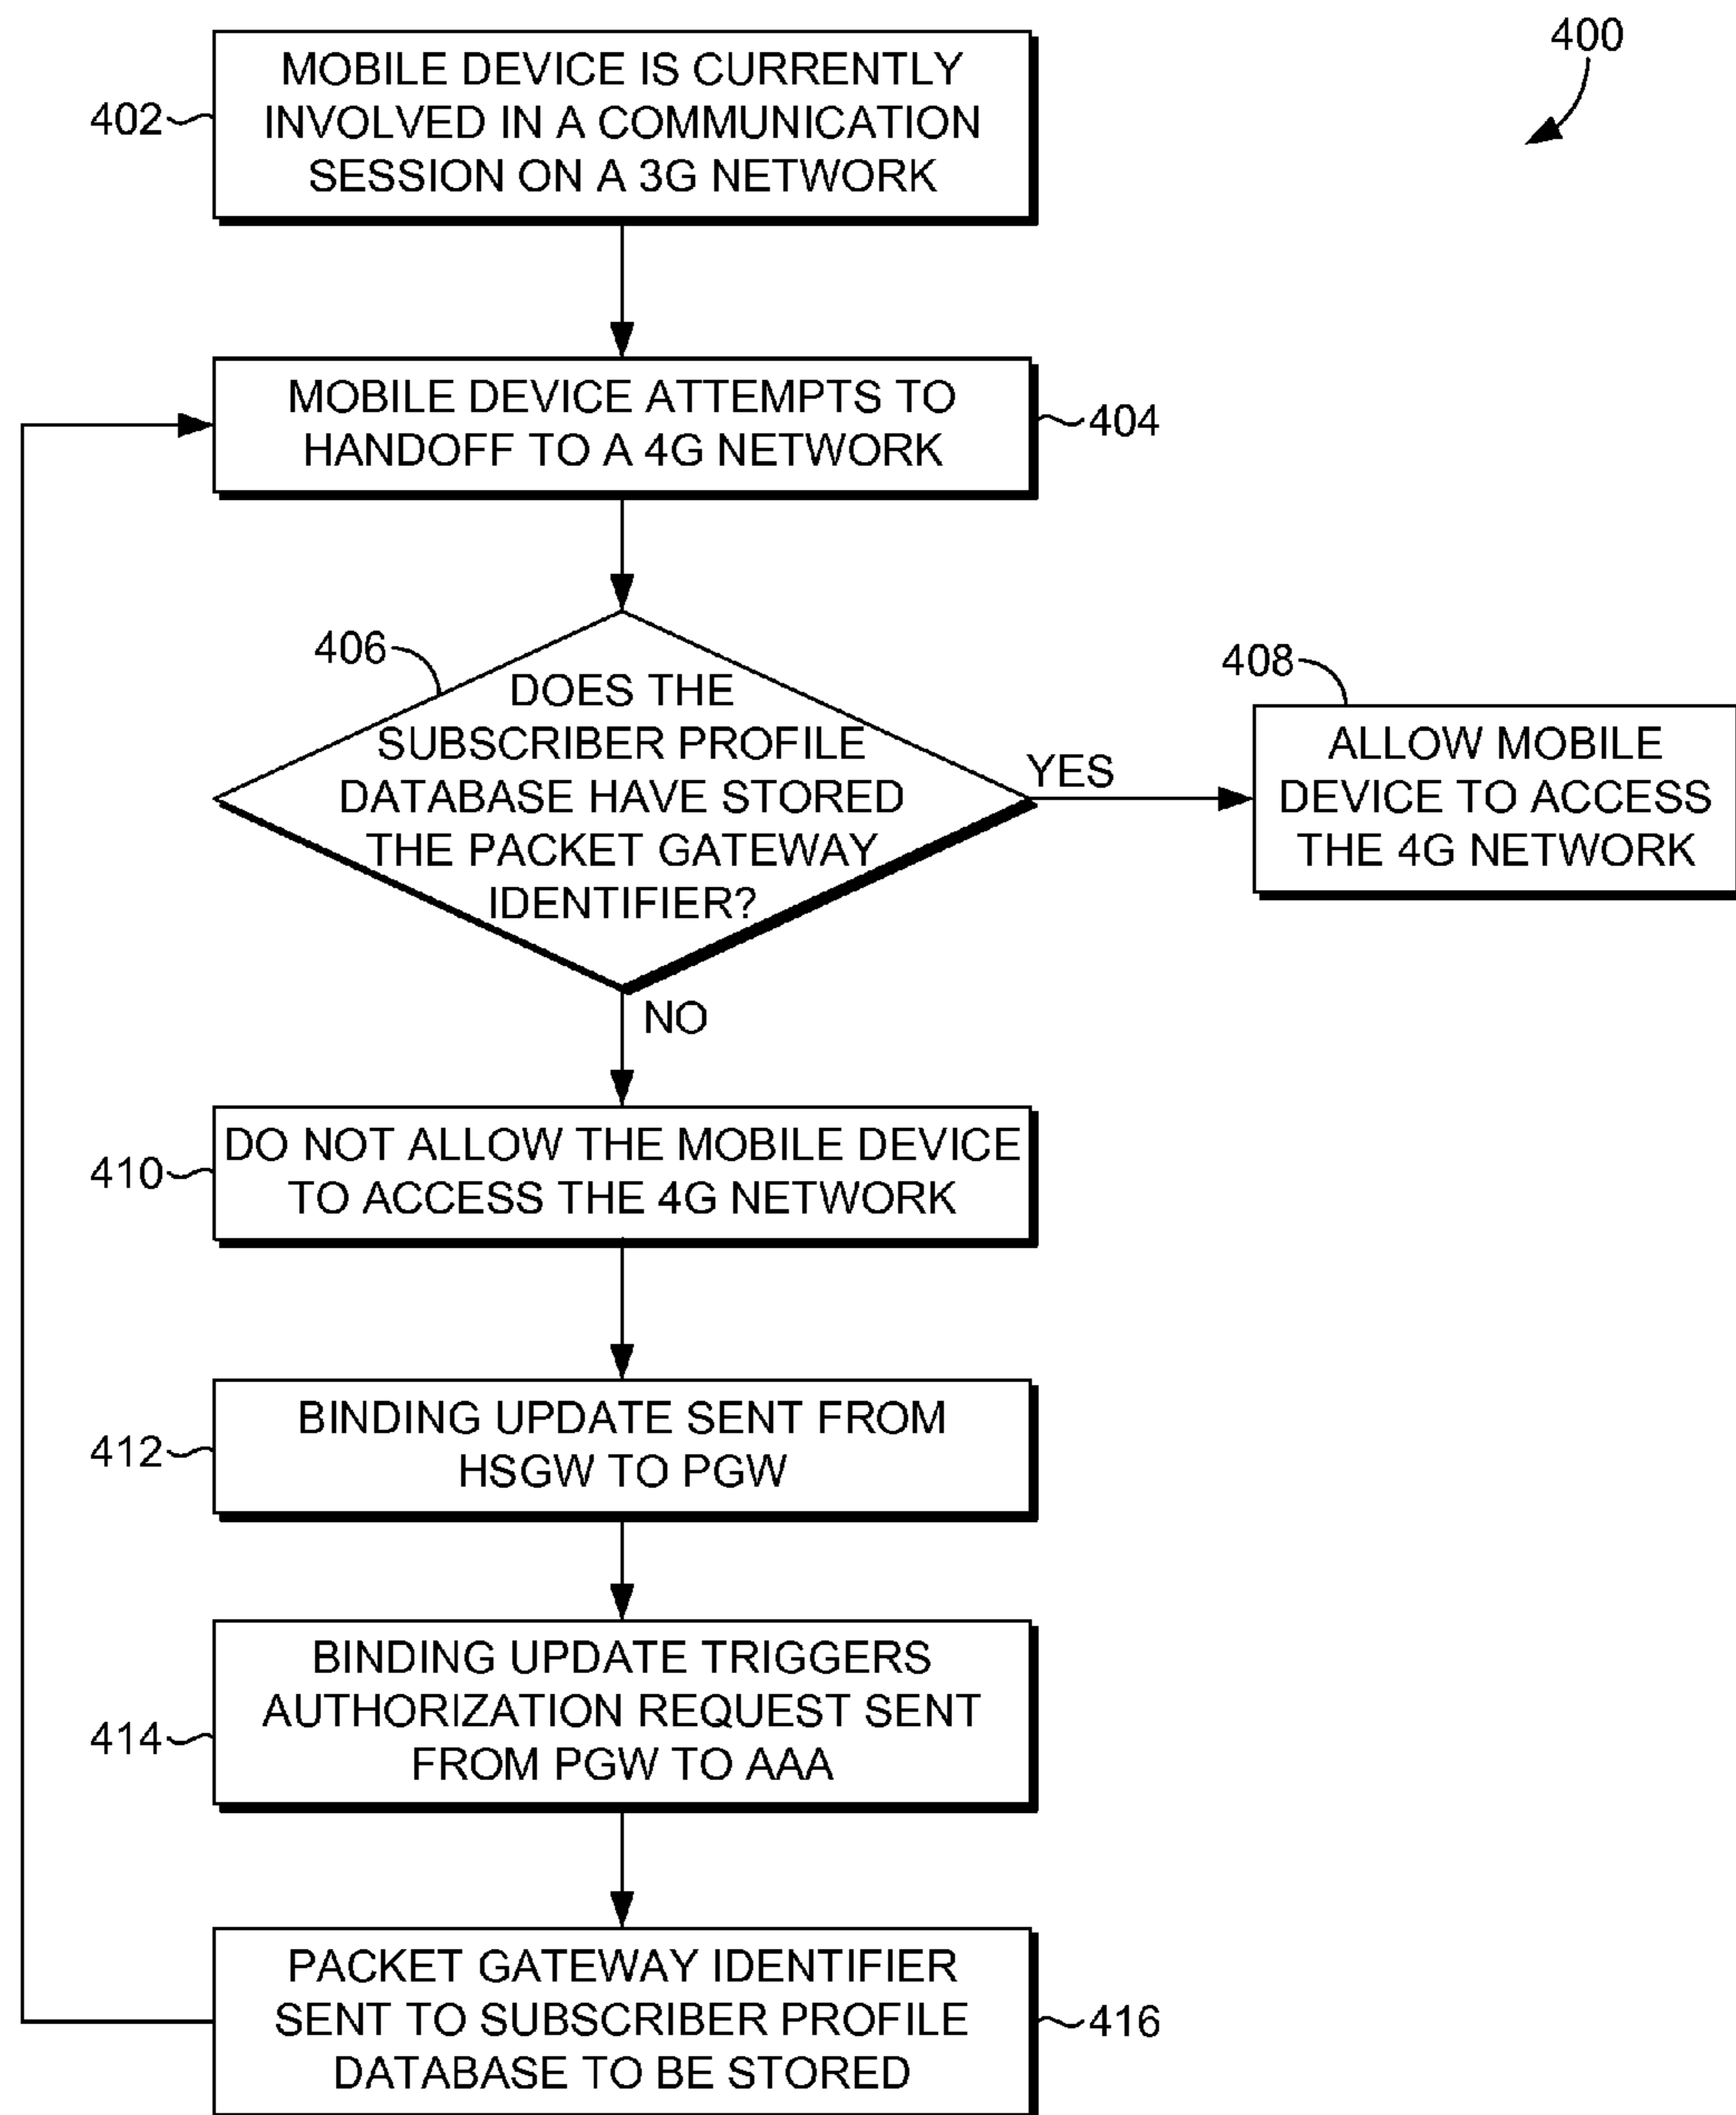 400
402
MOBILE DEVICE IS CURRENTLY
INVOLVED IN A COMMUNICATION
SESSION ON A 3G NETWORK
MOBILE DEVICE ATTEMPTS TO
HANDOFF TO A 4G NETWORK
404
406
DOES THE
SUBSCRIBER PROFILE
DATABASE HAVE STORED
THE PACKET GATEWAY
IDENTIFIER?
YES
408
ALLOW MOBILE
DEVICE TO ACCESS
THE 4G NETWORK
NO
410
DO NOT ALLOW THE MOBILE DEVICE
TO ACCESS THE 4G NETWORK
412
BINDING UPDATE SENT FROM
HSGW TO PGW
414
BINDING UPDATE TRIGGERS
AUTHORIZATION REQUEST SENT
FROM PGW TO AAA
PACKET GATEWAY IDENTIFIER
SENT TO SUBSCRIBER PROFILE
DATABASE TO BE STORED
416